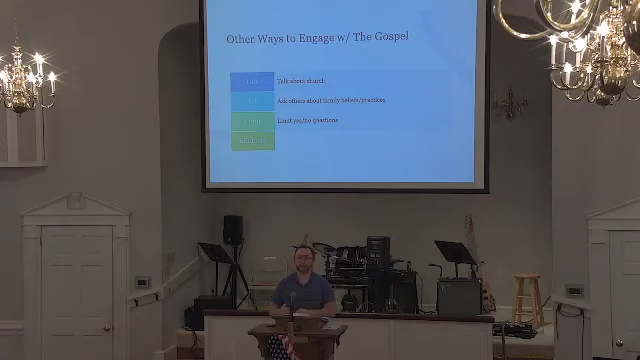 Other Ways to Engage w/ The Gospel
Talk about church
Ask others about family beliefs/practices
Limit yes/no questions